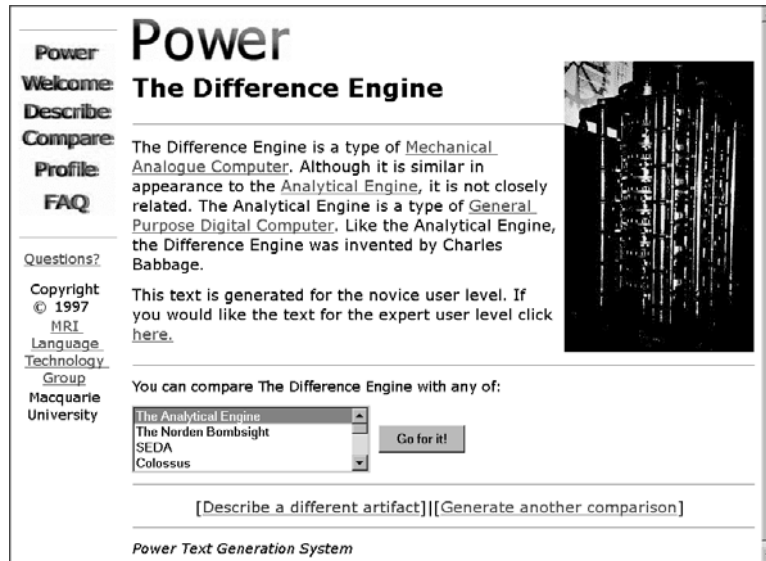 Power
Welcome
Describe
Compare
Profile
FAQ
Questions?
Copyright
© 1997
MRI
Language
Technology
Group
Macquarie
University
Power
The Difference Engine
The Difference Engine is a type of Mechanical
Analogue Computer. Although it is similar in
appearance to the Analytical Engine, it is not closely
related. The Analytical Engine is a type of General
Purpose Digital Computer. Like the Analytical Engine,
the Difference Engine was invented by Charles
Babbage.
This text is generated for the novice user level. If
you would like the text for the expert user level click
here.
You can compare The Difference Engine with any of:
The Analytical Engine
The Norden Bombsight
SEDA
Colossus
Go for it!
[Describe a different artifact]|[Generate another comparison]
Power Text Generation System